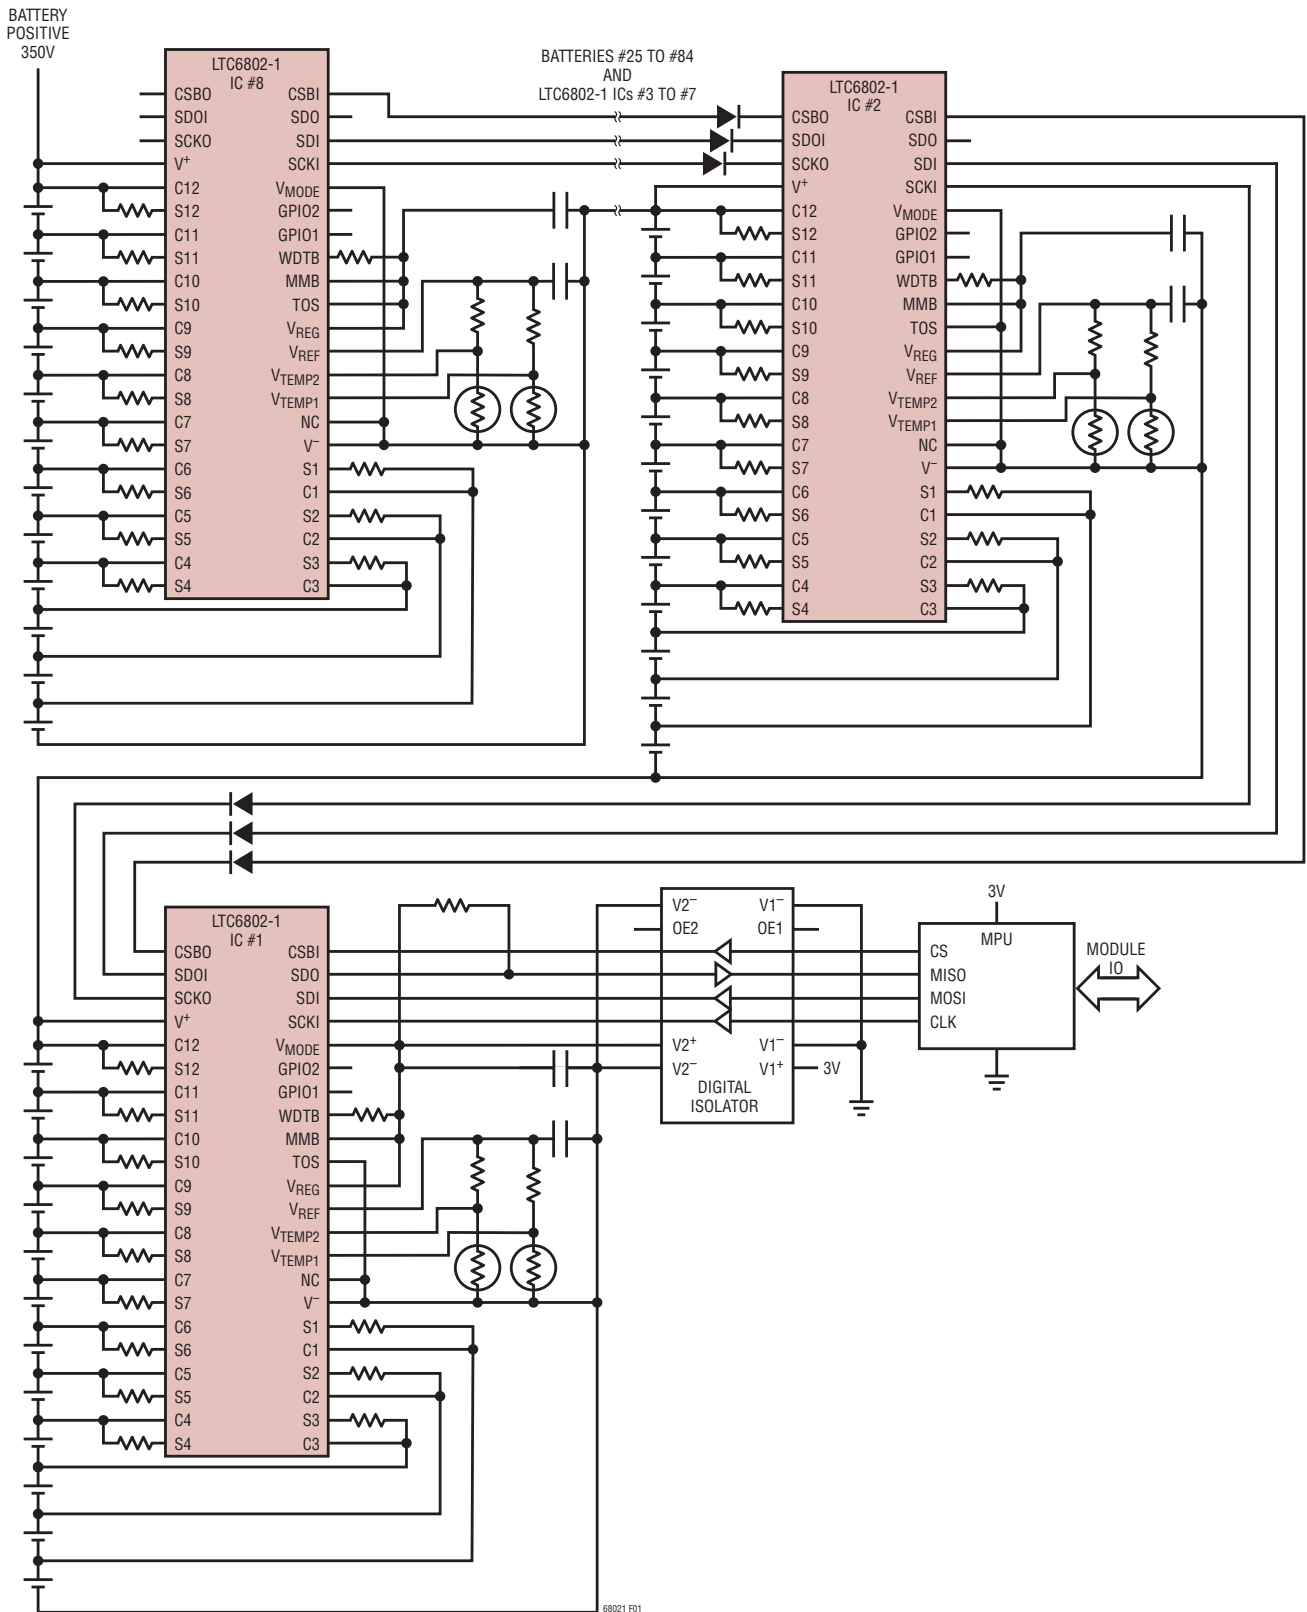 BATTERY
POSITIVE
350V
LTC6802-1
IC #8
CSBO
SDOI
SCKO
V+
C12
S12
C11
S11
C10
S10
C9
S9
C8
S8
C7
S7
C6
S6
C5
S5
C4
S4
CSBI
SDO
SDI
SCKI
VMODE
GPIO2
GPIO1
WDTB
MMB
TOS
VREG
VREF
VTEMP2
VTEMP1
NC
V−
S1
C1
S2
C2
S3
C3
BATTERIES #25 TO #84
AND
LTC6802-1 ICs #3 TO #7
LTC6802-1
IC #2
CSBO
SDOI
SCKO
V+
C12
S12
C11
S11
C10
S10
C9
S9
C8
S8
C7
S7
C6
S6
C5
S5
C4
S4
CSBI
SDO
SDI
SCKI
VMODE
GPIO2
GPIO1
WDTB
MMB
TOS
VREG
VREF
VTEMP2
VTEMP1
NC
V−
S1
C1
S2
C2
S3
C3
LTC6802-1
IC #1
CSBO
SDOI
SCKO
V+
C12
S12
C11
S11
C10
S10
C9
S9
C8
S8
C7
S7
C6
S6
C5
S5
C4
S4
CSBI
SDO
SDI
SCKI
VMODE
GPIO2
GPIO1
WDTB
MMB
TOS
VREG
VREF
VTEMP2
VTEMP1
NC
V−
S1
C1
S2
C2
S3
C3
V2−
OE2
V2+
V2−
V1−
OE1
V1−
V1+
3V
DIGITAL
ISOLATOR
3V
MPU
CS
MISO
MOSI
CLK
MODULE
IO
68021 F01